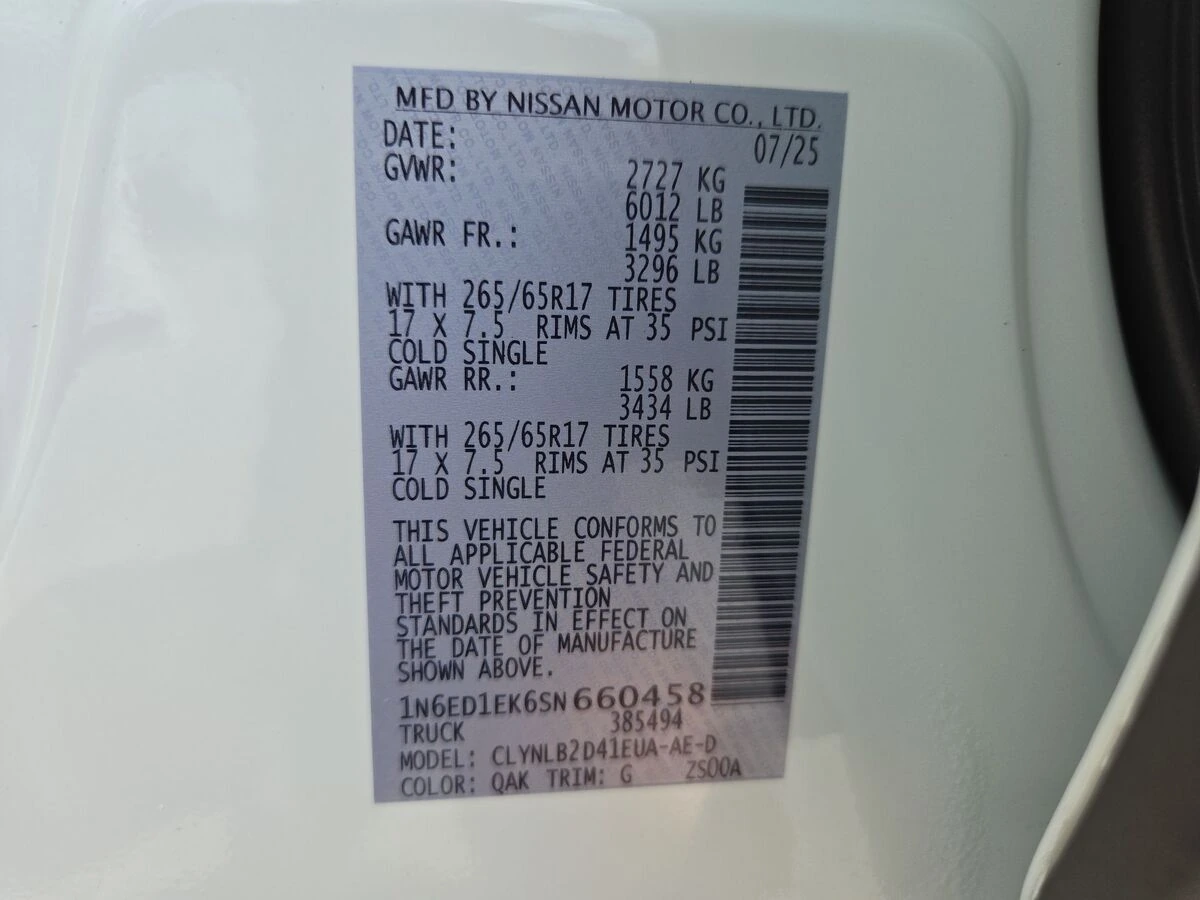 MFD BY NISSAN MOTOR CO., LTD.
DATE: 07/25
GVWR: 2727 KG
6012 LB
GAWR FR.: 1495 KG
3296 LB
WITH 265/65R17 TIRES
17 X 7.5 RIMS AT 35 PSI
COLD SINGLE
GAWR RR.: 1558 KG
3434 LB
WITH 265/65R17 TIRES
17 X 7.5 RIMS AT 35 PSI
COLD SINGLE
THIS VEHICLE CONFORMS TO
ALL APPLICABLE FEDERAL
MOTOR VEHICLE SAFETY AND
THEFT PREVENTION
STANDARDS IN EFFECT ON
THE DATE OF MANUFACTURE
SHOWN ABOVE.
1N6ED1EK6SN660458
TRUCK 385494
MODEL: CLYNLB2D41EUA-AE-D
COLOR: QAK TRIM: G ZS00A